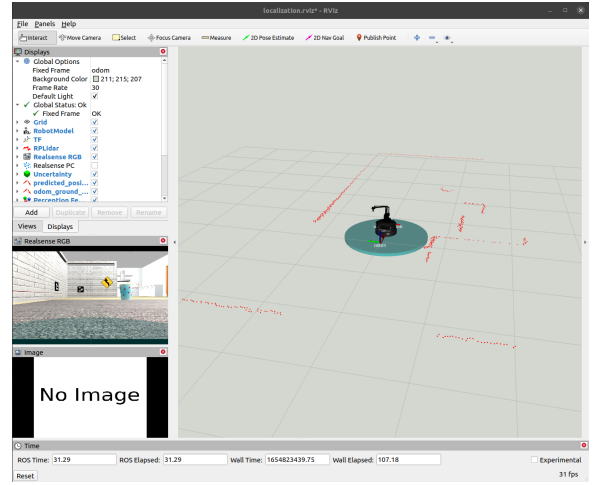 localization.rviz* - RViz
File Panels Help
Interact Move Camera Select Focus Camera Measure 2D Pose Estimate 2D Nav Goal Publish Point
Displays
Global Options
Fixed Frame odom
Background Color 211; 215; 207
Frame Rate 30
Default Light
Global Status: Ok
Fixed Frame OK
Grid
RobotModel
TF
RPLidar
Realsense RGB
Realsense PC
Uncertainty
predicted_posi...
odom_ground_...
Perception Fe...
Add Duplicate Remove Rename
Views Displays
Realsense RGB
Image
No Image
Time
ROS Time: 31.29 ROS Elapsed: 31.29 Wall Time: 1654823439.75 Wall Elapsed: 107.18 Experimental
Reset 31 fps